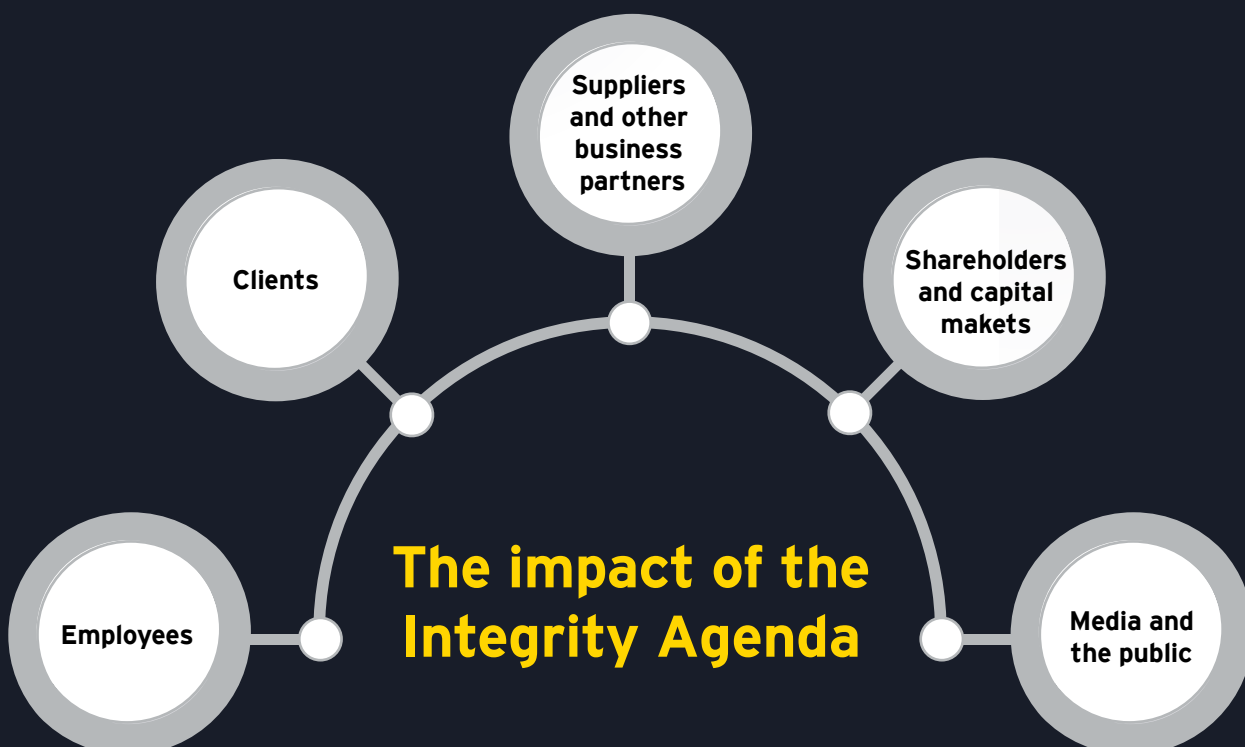 Suppliers
and other
business
partners
Clients
Shareholders
and capital
makets
The impact of the
Integrity Agenda
Employees
Media and
the public